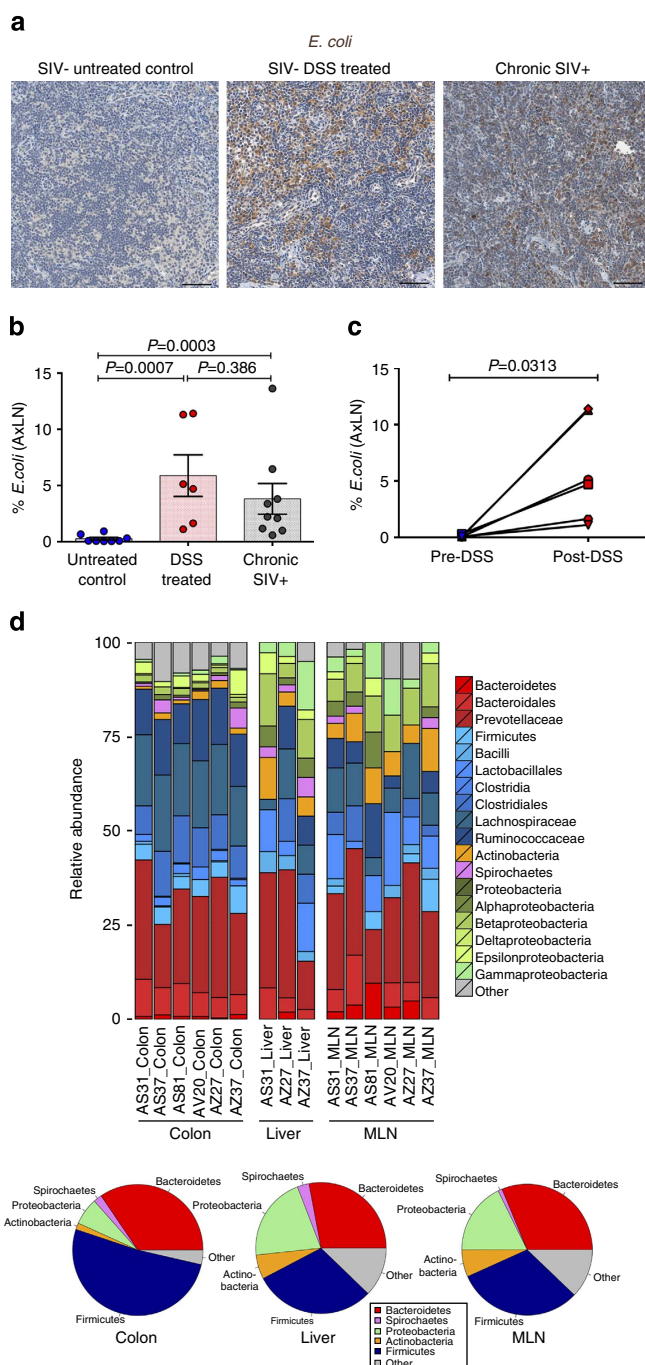 a
E. coli
SIV- untreated control
SIV- DSS treated
Chronic SIV+
b
P=0.0003
P=0.0007
P=0.386
15
10
5
0
% E.coli (AxLN)
Untreated
control
DSS
treated
Chronic
SIV+
c
P=0.0313
15
10
5
0
% E.coli (AxLN)
Pre-DSS
Post-DSS
d
100
75
50
25
0
Relative abundance
AS31_Colon
AS37_Colon
AS81_Colon
AV20_Colon
AZ27_Colon
AZ37_Colon
AS31_Liver
AZ27_Liver
AZ37_Liver
AS31_MLN
AS37_MLN
AS81_MLN
AV20_MLN
AZ27_MLN
AZ37_MLN
Colon
Liver
MLN
Bacteroidetes
Bacteroidales
Prevotellaceae
Firmicutes
Bacilli
Lactobacillales
Clostridia
Clostridiales
Lachnospiraceae
Ruminococcaceae
Actinobacteria
Spirochaetes
Proteobacteria
Alphaproteobacteria
Betaproteobacteria
Deltaproteobacteria
Epsilonproteobacteria
Gammaproteobacteria
Other
Spirochaetes
Proteobacteria
Actinobacteria
Bacteroidetes
Other
Firmicutes
Colon
Spirochaetes
Proteobacteria
Actino-
bacteria
Bacteroidetes
Other
Firmicutes
Liver
Spirochaetes
Proteobacteria
Actino-
bacteria
Bacteroidetes
Other
Firmicutes
MLN
Bacteroidetes
Spirochaetes
Proteobacteria
Actinobacteria
Firmicutes
Other